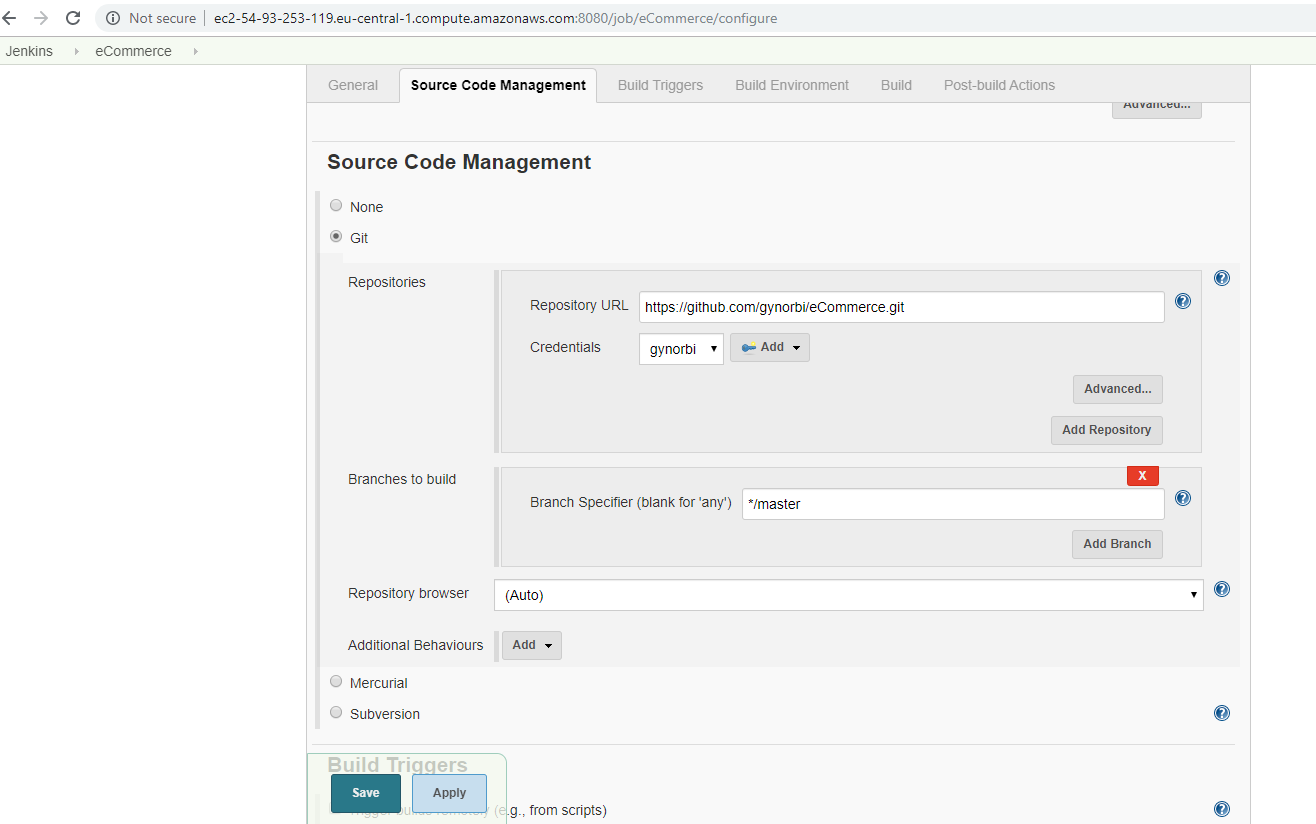 Not secure ec2-54-93-253-119.eu-central-1.compute.amazonaws.com:8080/job/eCommerce/configure
Jenkins eCommerce
General Source Code Management Build Triggers Build Environment Build Post-build Actions
Advanced...
Source Code Management
None
Git
Repositories
Repository URL https://github.com/gynorbi/eCommerce.git
Credentials gynorbi Add
Advanced...
Add Repository
Branches to build X
Branch Specifier (blank for 'any') */master
Add Branch
Repository browser (Auto)
Additional Behaviours Add
Mercurial
Subversion
Build Triggers
Save Apply
Trigger builds remotely (e.g., from scripts)